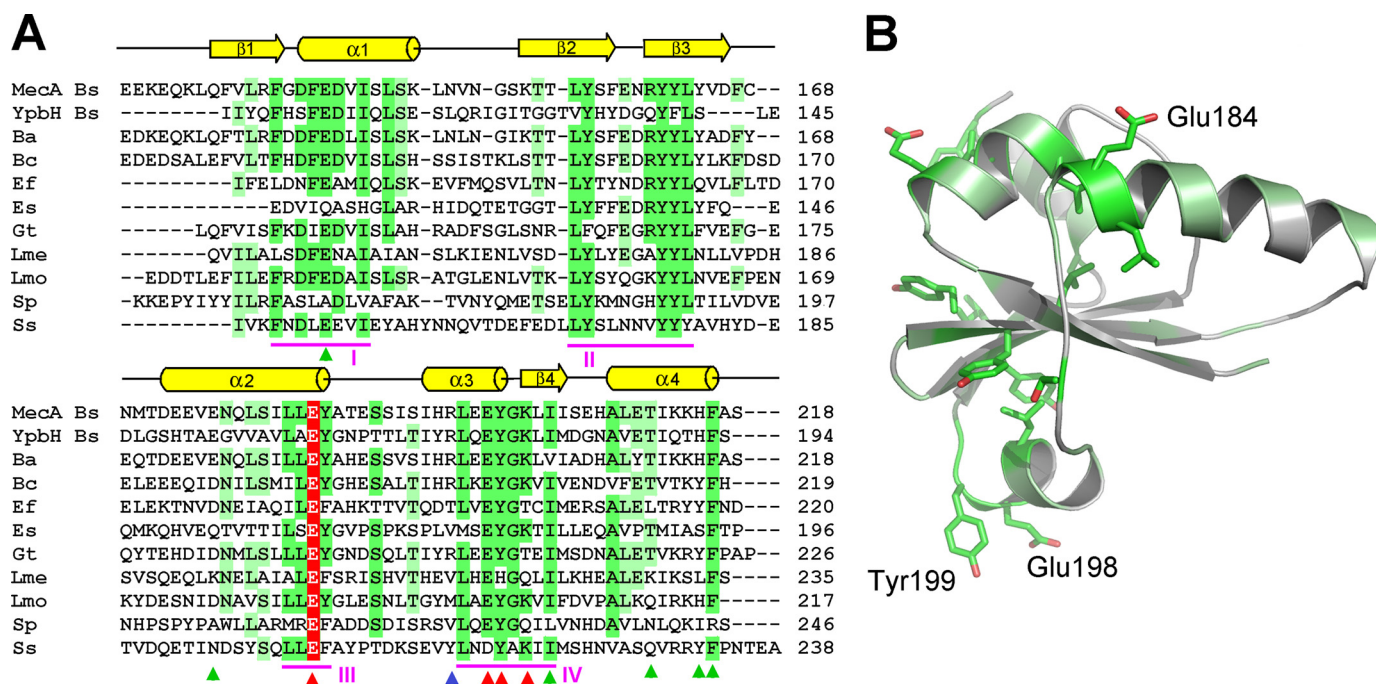 A
B
β1 α1 β2 β3
MecA Bs EEKEQKLQFVLRFGDFEDVISLSK-LNVN-GSKTT-LYSFENRYYLYVDFC-- 168
YpbH Bs ----------IIYQFHSFEDIIQLSE-SLQRIGITGGTVYHYDGQYFLS----LE 145
Ba EDKEQKLQFTLRFDDFEDLISLSK-LNLN-GIKTT-LYSFEDRYYLYADFY-- 168
Bc EDEDSALEFVLTFHDFEDVISLSH-SSISTKLSTT-LYSFEDRYYLYLKFDSD 170
Ef --------IFELDNFEAMIQLSK-EVFMQSVLTN-LYTYNDRYYLQVLFLTD 170
Es -----------EDVIQASHGLAR-HIDQTETGGT-LYFFEDRYYLYFQ--E 146
Gt ------LQFVISFKDIEDVISLAH-RADFSGLSNR-LFQFEGRYYLFVEFG-E 175
Lme -------QVILALSDFENAIAIAN-SLKIENLVSD-LYLYEGAYYLNLLVPDH 186
Lmo --EDDTLEFILEFRDFEDAISLSR-ATGLENLVTK-LYSYQGKYYLNVEFPEN 169
Sp -KKEPYIYYILRFASLADLVAFAK--TVNYQMETSELYKMNGHYYLTILVDVE 197
Ss --------IVKFNDLEEVIEYAHYNNQVTDEFEDLLYSLNNVYYYAVHYD-E 185
I II
α2 α3 β4 α4
MecA Bs NMTDEEVENQLSILLEYATESSISIHRLEEYGKLIISEHALETIKKHFAS--- 218
YpbH Bs DLGSHTAEGVVAVLAEYGNPTTLTIYRLQEYGKLIMDGNAVETIQTHFS---- 194
Ba EQTDEEVENQLSILLEYAHESSVSIHRLEEYGKLVIADHALYTIKKHFAS--- 218
Bc ELEEEQIDNILSMILEYGHESALTIHRLKEYGKVIVENDVFETVTKYFH---- 219
Ef ELEKTNVDNEIAQILEFAHKTTVTQDTLVEYGTCIMERSALELTRYYFND--- 220
Es QMKQHVEQTVTTILSEYGVPSPKSPLVMSEYGKTILLEQAVPTMIASFTP--- 196
Gt QYTEHDIDNMLSLLLEYGNDSQLTIYRLEEYGTEIMSDNALETVKRYFPAP-- 226
Lme SVSQEQLKNELAIALEFSRISHVTHEVLHEHGQLILKHEALEKIKSLFS---- 235
Lmo KYDESNIDNAVSILLEYGLESNLTGYMLAEYGKVIFDVPALKQIRKHF----- 217
Sp NHPSPYPAWLLARMREFADDSDISRSVLQEYGQILVNHDAVLNLQKIRS---- 246
Ss TVDQETINDSYSQLLEFAYPTDKSEVYLNDYAKIIMSHNVASQVRRYFPNTEA 238
III IV
Glu184
Tyr199
Glu198